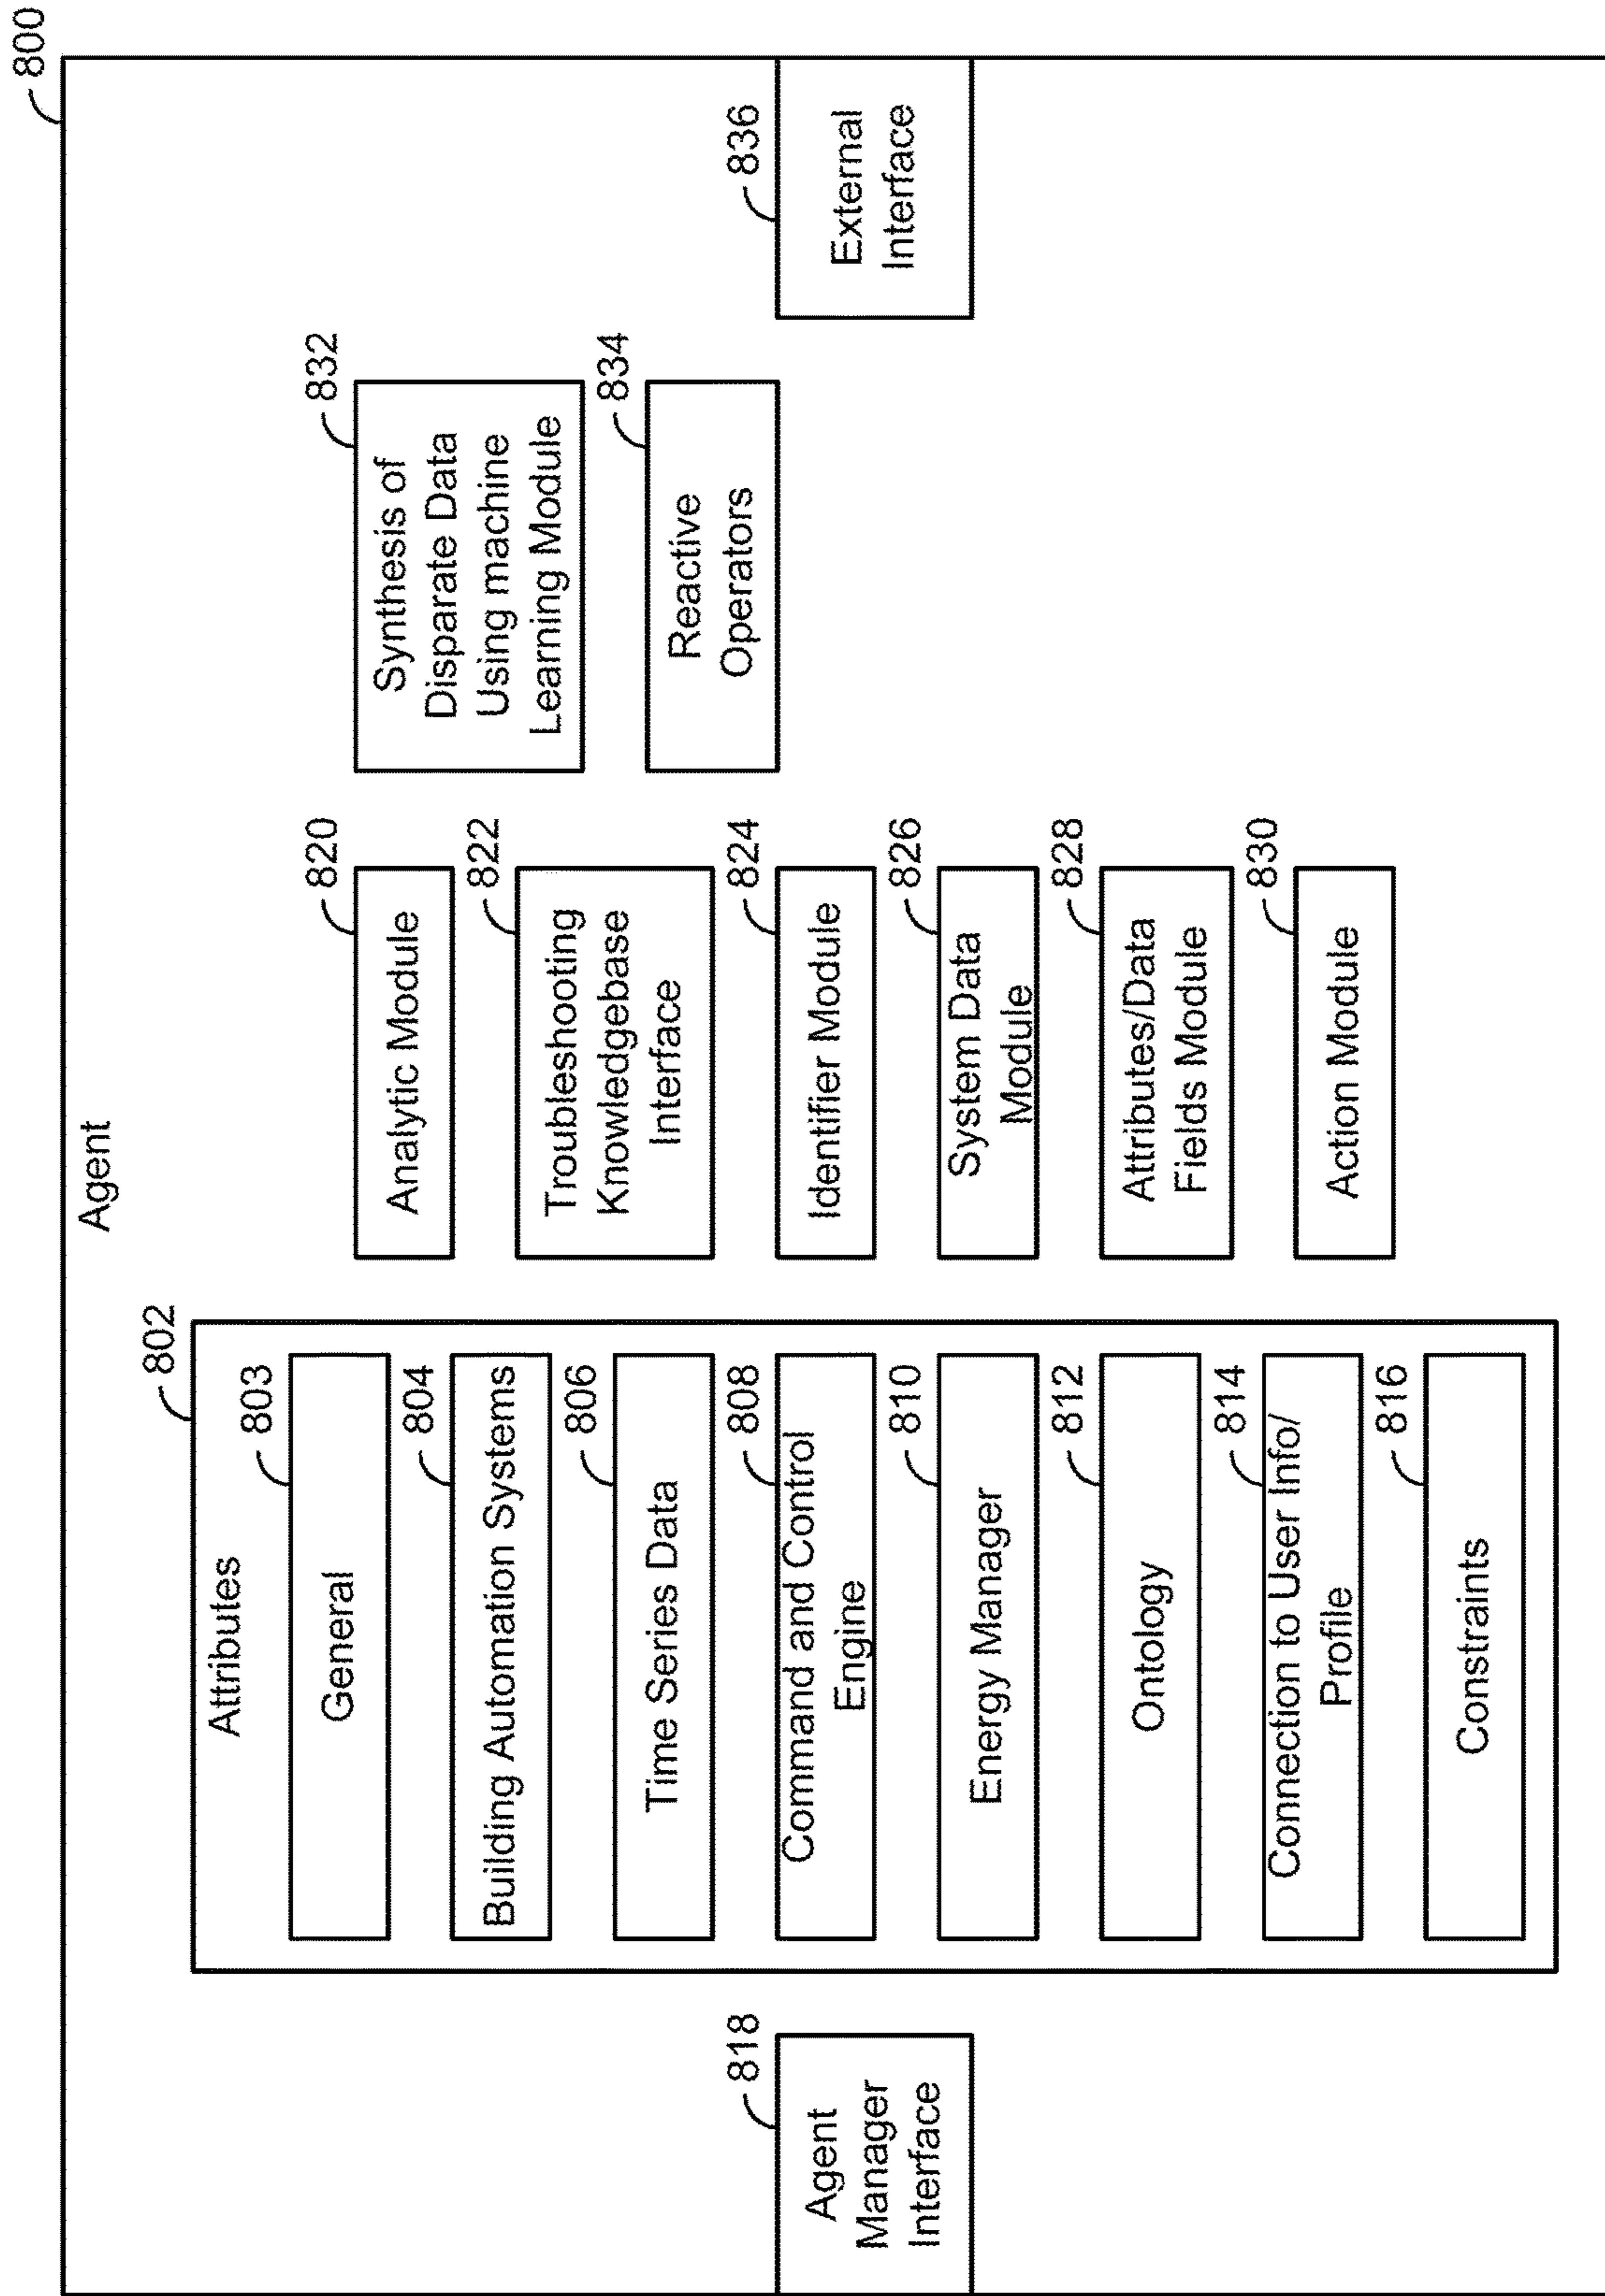 800
Agent
802
Attributes
803
General
804
Building Automation Systems
806
Time Series Data
808
Command and Control
Engine
810
Energy Manager
812
Ontology
814
Connection to User Info/
Profile
816
Constraints
818
Agent
Manager
Interface
820
Analytic Module
822
Troubleshooting
Knowledgebase
Interface
824
Identifier Module
826
System Data
Module
828
Attributes/Data
Fields Module
830
Action Module
832
Synthesis of
Disparate Data
Using machine
Learning Module
834
Reactive
Operators
836
External
Interface